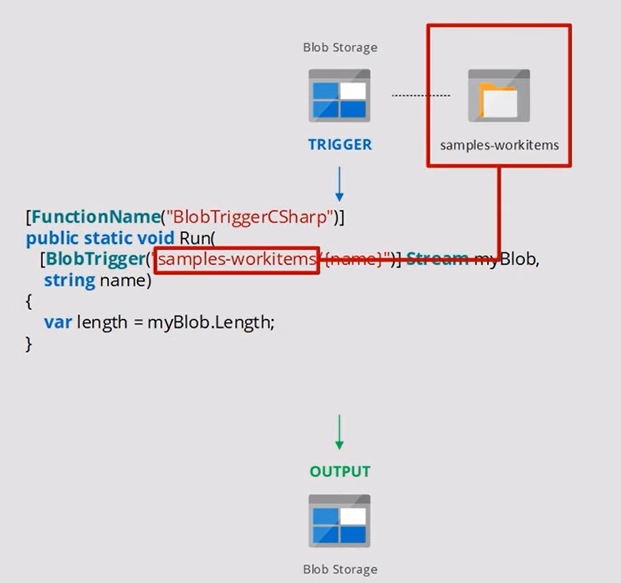 Blob Storage
TRIGGER
samples-workitems
[FunctionName("BlobTriggerCSharp")]
public static void Run(
[BlobTrigger("samples-workitems/{name}")] Stream myBlob,
string name)
{
var length = myBlob.Length;
}
OUTPUT
Blob Storage